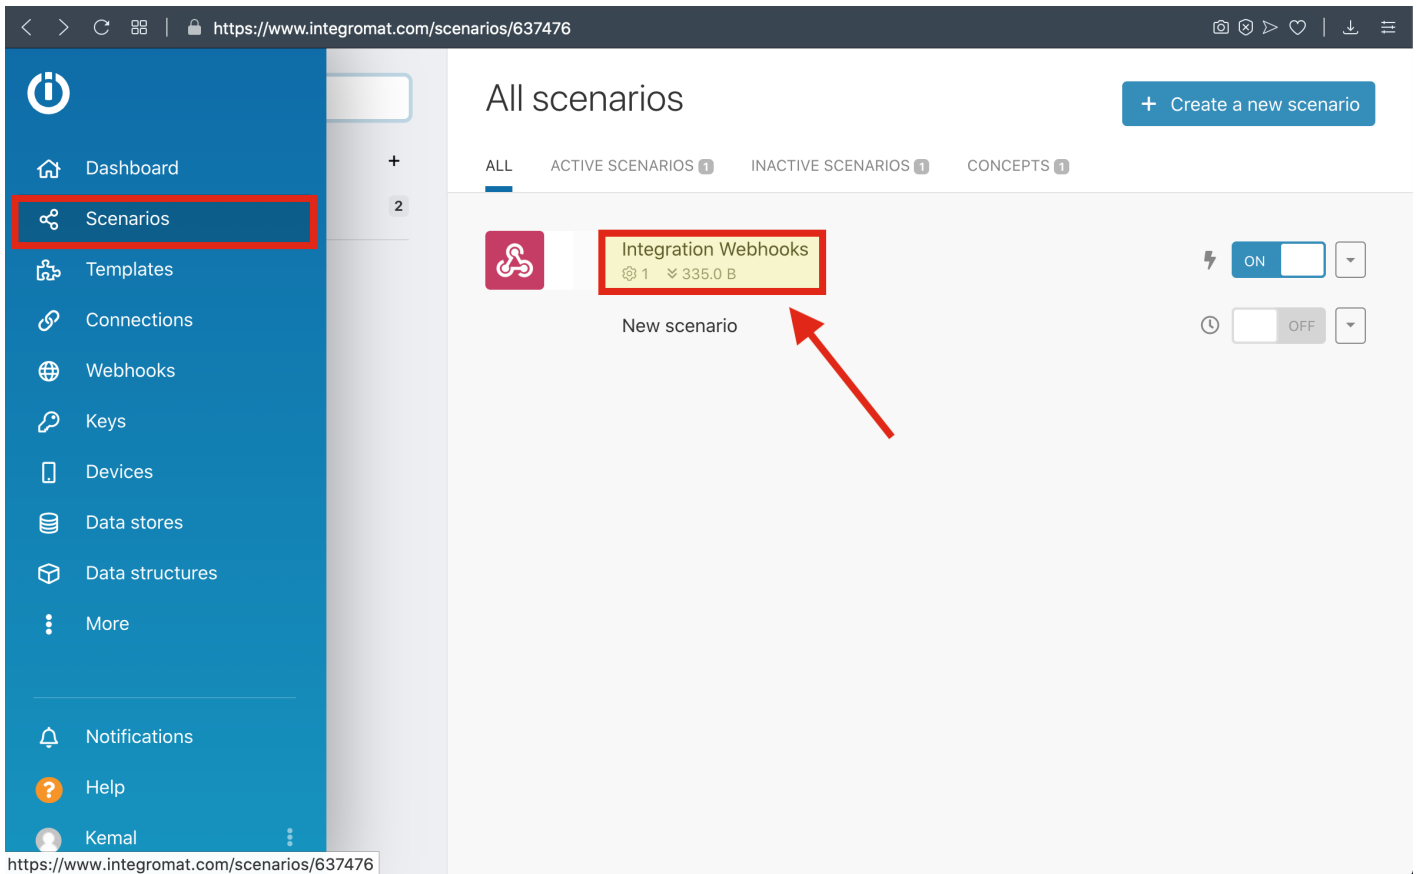 https://www.integromat.com/scenarios/637476
Dashboard
Scenarios
Templates
Connections
Webhooks
Keys
Devices
Data stores
Data structures
More
Notifications
? Help
Kemal
https://www.integromat.com/scenarios/637476
+
2
All scenarios
+ Create a new scenario
ALL ACTIVE SCENARIOS 1 INACTIVE SCENARIOS 1 CONCEPTS 1
Integration Webhooks
1 335.0 B
ON
New scenario
OFF